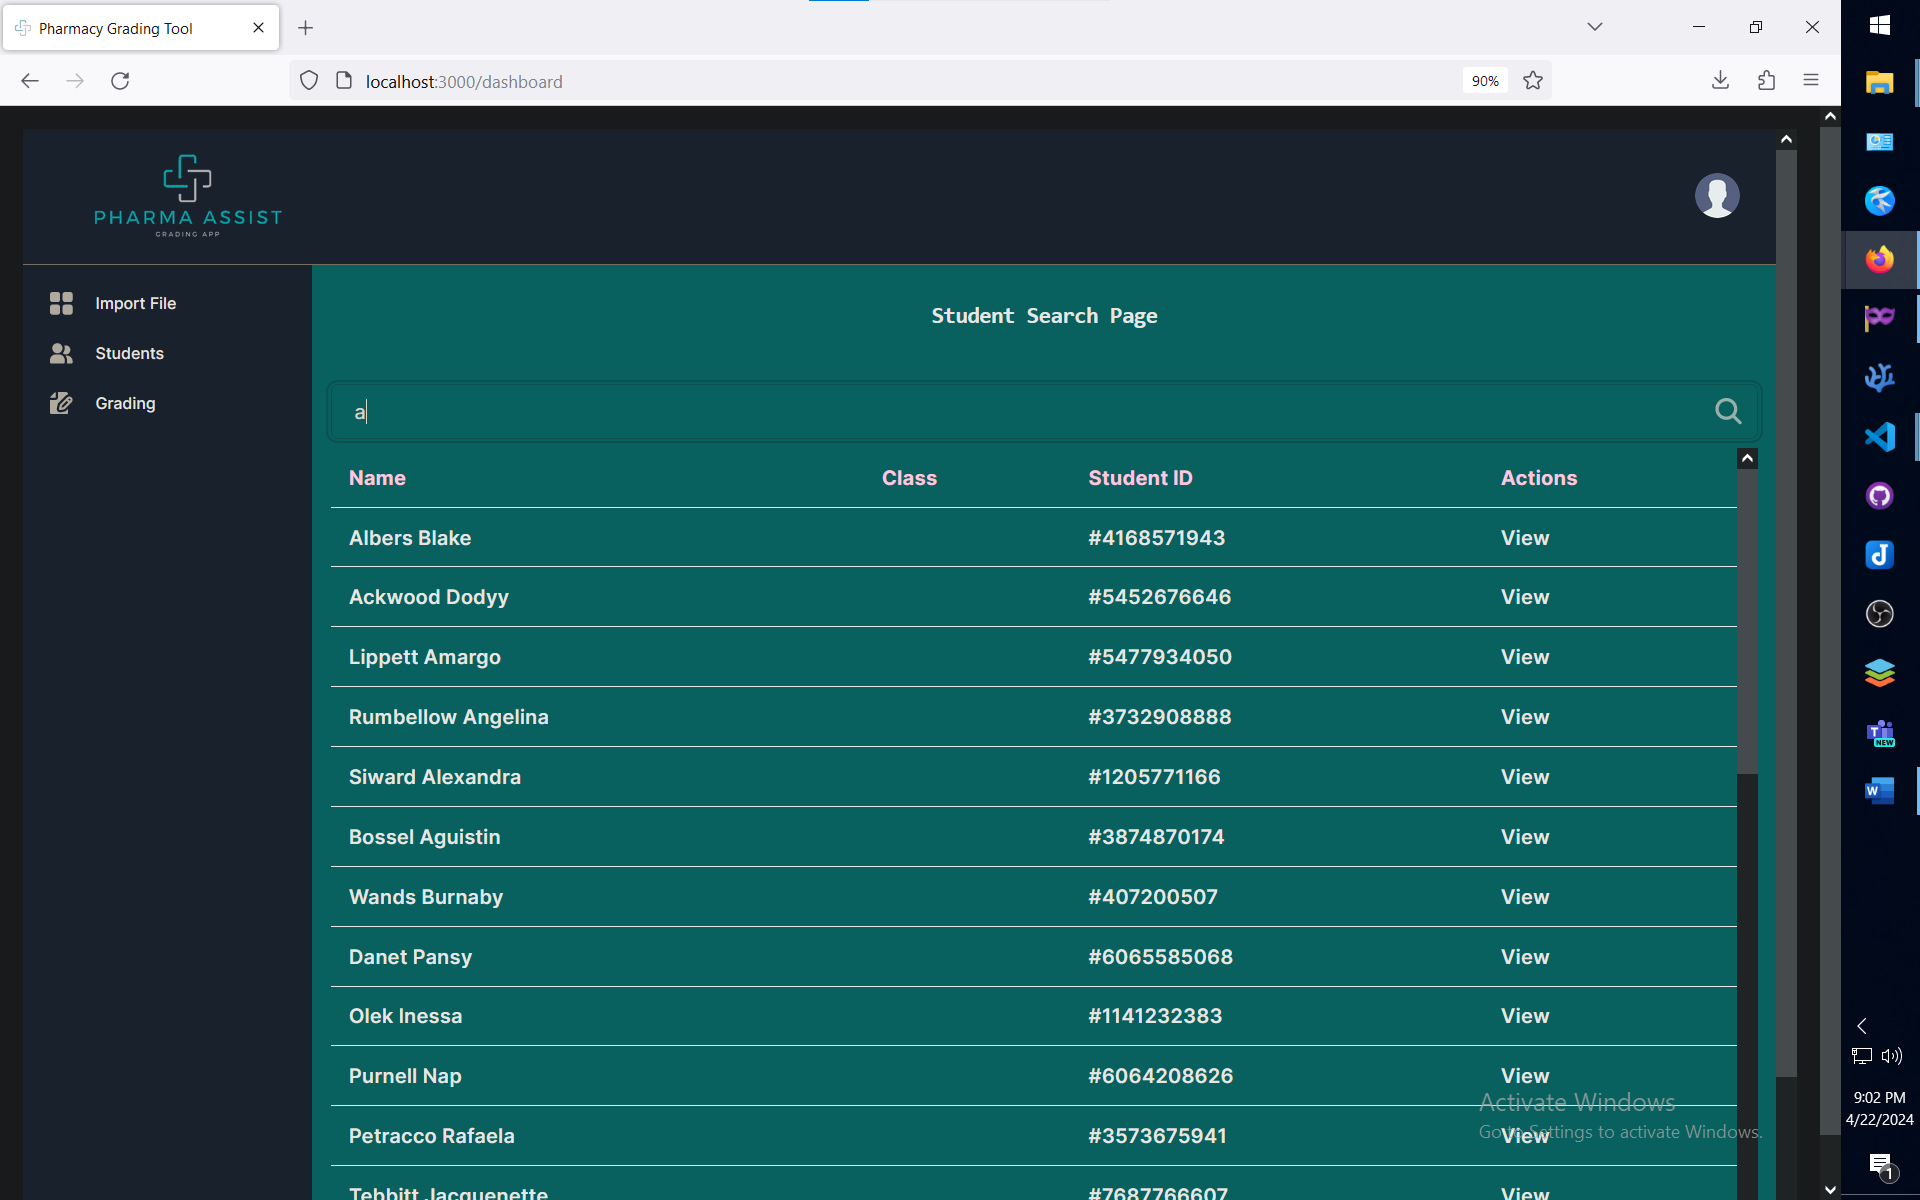 Pharmacy Grading Tool
localhost:3000/dashboard
90%
PHARMA ASSIST
GRADING APP
Import File
Students
Grading
Student Search Page
a
Name Class Student ID Actions
Albers Blake #4168571943 View
Ackwood Dodyy #5452676646 View
Lippett Amargo #5477934050 View
Rumbellow Angelina #3732908888 View
Siward Alexandra #1205771166 View
Bossel Aguistin #3874870174 View
Wands Burnaby #407200507 View
Danet Pansy #6065585068 View
Olek Inessa #1141232383 View
Purnell Nap #6064208626 View
Petracco Rafaela #3573675941 View
Tebbitt Jacquenette #7687766607 View
Activate Windows
Go to Settings to activate Windows.
T
NEW
W
9:02 PM
4/22/2024
1